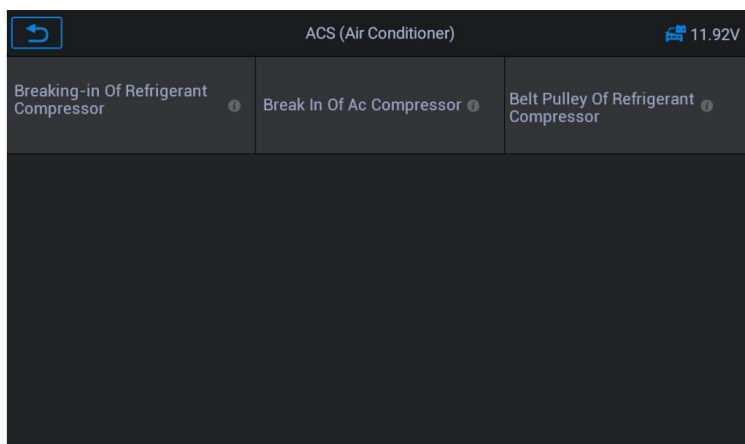 ACS (Air Conditioner)
11.92V
Breaking-in Of Refrigerant
Compressor
Break In Of Ac Compressor
Belt Pulley Of Refrigerant
Compressor